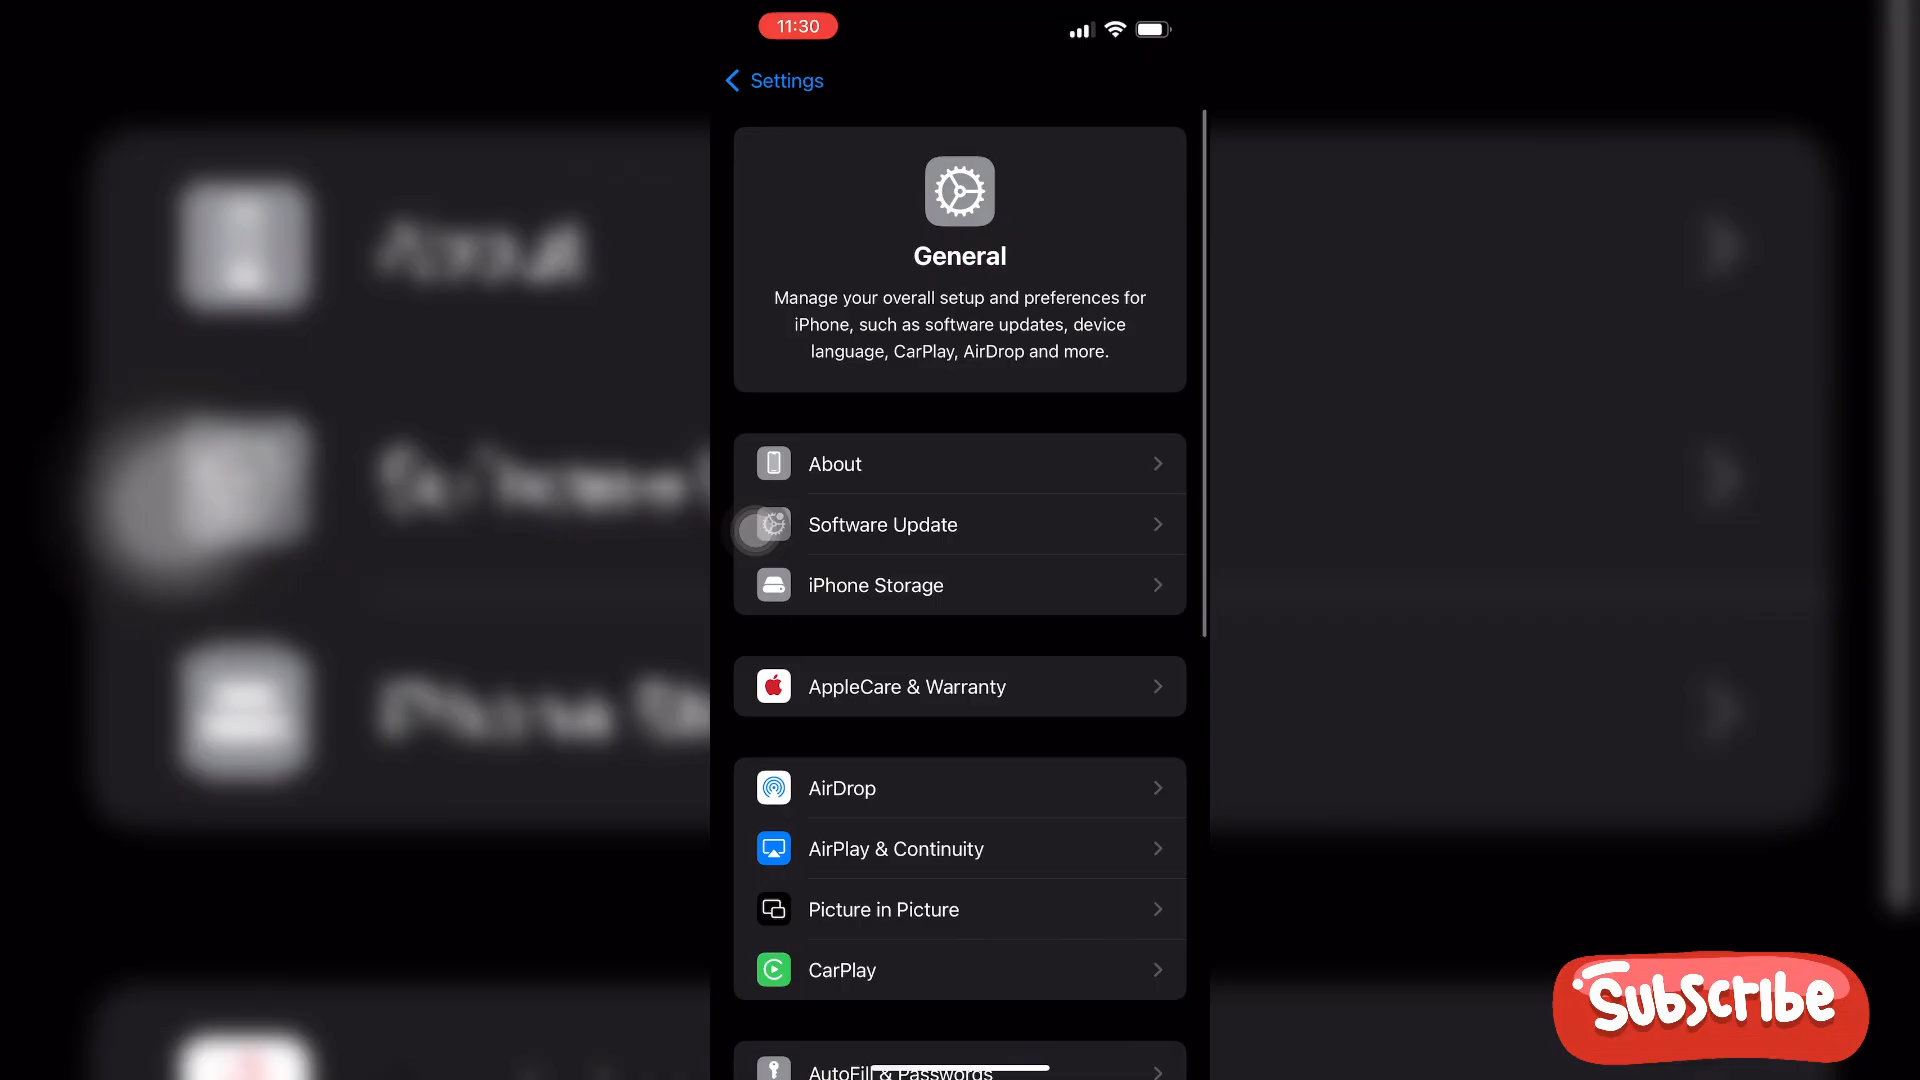 11:30
Settings
General
Manage your overall setup and preferences for
iPhone, such as software updates, device
language, CarPlay, AirDrop and more.
About
Software Update
iPhone Storage
AppleCare & Warranty
AirDrop
AirPlay & Continuity
Picture in Picture
CarPlay
AutoFill & Passwords
Subscribe
About